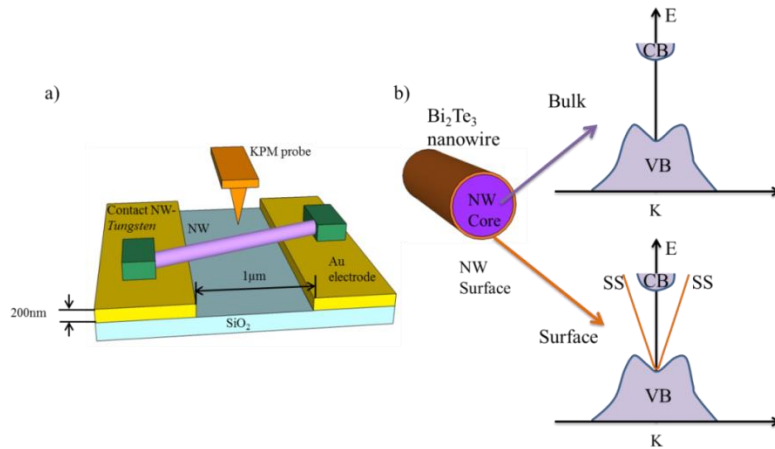 a)
KPM probe
Contact NW-
Tungsten
NW
Au
electrode
1µm
200nm
SiO₂
b)
Bi₂Te₃
nanowire
NW
Core
NW
Surface
Bulk
Surface
E
CB
VB
K
E
SS
CB
SS
VB
K